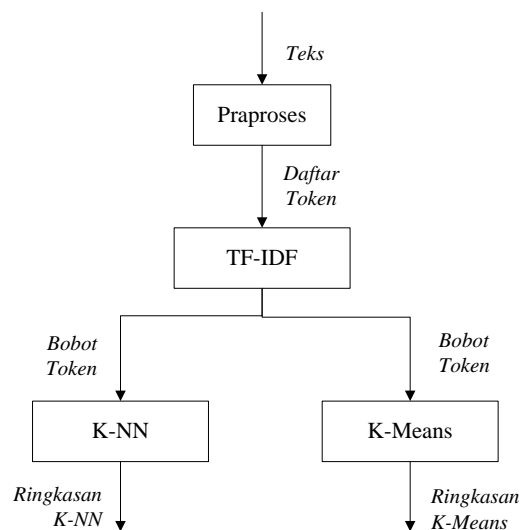 Teks
Praproses
Daftar
Token
TF-IDF
Bobot
Token
Bobot
Token
K-NN
K-Means
Ringkasan
K-NN
Ringkasan
K-Means